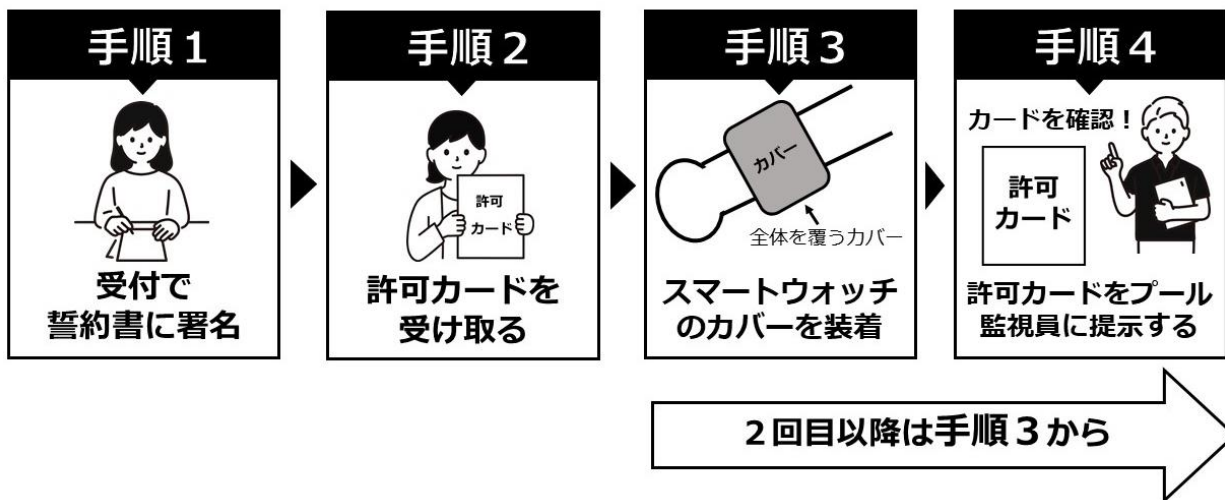 手順１
受付で
誓約書に署名
手順２
許可
カード
許可カードを
受け取る
手順３
カバー
全体を覆うカバー
スマートウォッチ
のカバーを装着
手順４
カードを確認！
許可
カード
許可カードをプール
監視員に提示する
２回目以降は手順３から